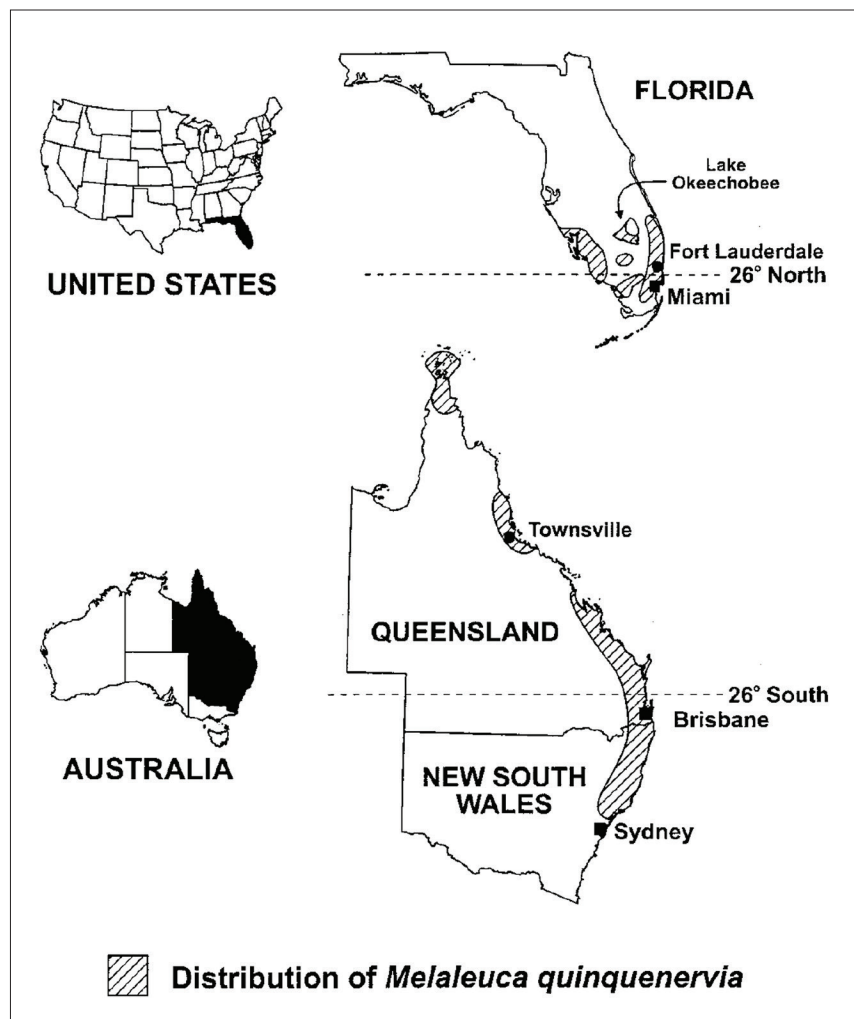 FLORIDA
Lake
Okeechobee
Fort Lauderdale
26° North
Miami
UNITED STATES
Townsville
QUEENSLAND
26° South
Brisbane
NEW SOUTH
WALES
Sydney
AUSTRALIA
Distribution of Melaleuca quinquenervia